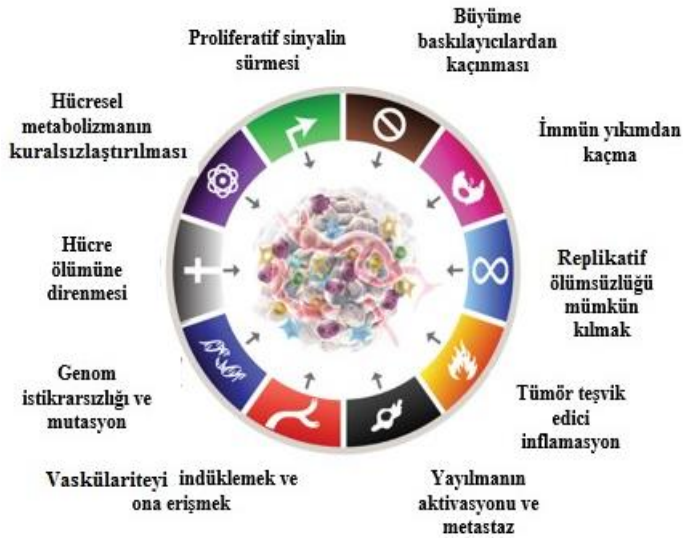 Proliferatif sinyalin
sürmesi
Büyüme
baskılayıcılardan
kaçınması
Hücresel
metabolizmanın
kuralsızlaştırılması
İmmün yıkımdan
kaçma
Hücre
ölümüne
direnmesi
Replikatif
ölümsüzlüğü
mümkün
kılmak
Genom
istikrarsızlığı ve
mutasyon
Tümör teşvik
edici
inflamasyon
Vaskülariteyi indüklemek ve
ona erişmek
Yayılmanın
aktivasyonu ve
metastaz